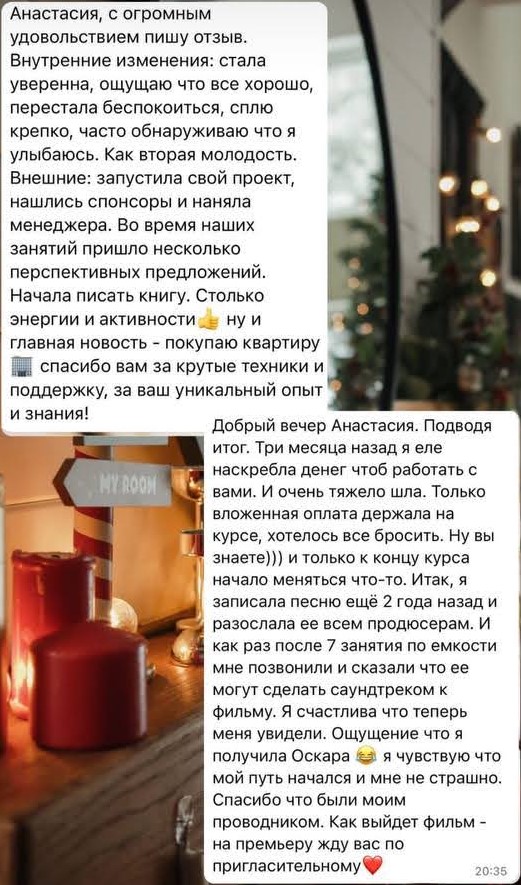 Анастасия, с огромным
удовольствием пишу отзыв.
Внутренние изменения: стала
уверенна, ощущаю что все хорошо,
перестала беспокоиться, сплю
крепко, часто обнаруживаю что я
улыбаюсь. Как вторая молодость.
Внешние: запустила свой проект,
нашлись спонсоры и наняла
менеджера. Во время наших
занятий пришло несколько
перспективных предложений.
Начала писать книгу. Столько
энергии и активности👍 ну и
главная новость - покупаю квартиру
🏢 спасибо вам за крутые техники и
поддержку, за ваш уникальный опыт
и знания!
Добрый вечер Анастасия. Подводя
итог. Три месяца назад я еле
наскребла денег чтоб работать с
вами. И очень тяжело шла. Только
вложенная оплата держала на
курсе, хотелось все бросить. Ну вы
знаете))) и только к концу курса
начало меняться что-то. Итак, я
записала песню ещё 2 года назад и
разослала ее всем продюсерам. И
как раз после 7 занятия по емкости
мне позвонили и сказали что ее
могут сделать саундтреком к
фильму. Я счастлива что теперь
меня увидели. Ощущение что я
получила Оскара 😂 я чувствую что
мой путь начался и мне не страшно.
Спасибо что были моим
проводником. Как выйдет фильм -
на премьеру жду вас по
пригласительному❤️
20:35
MY ROOM